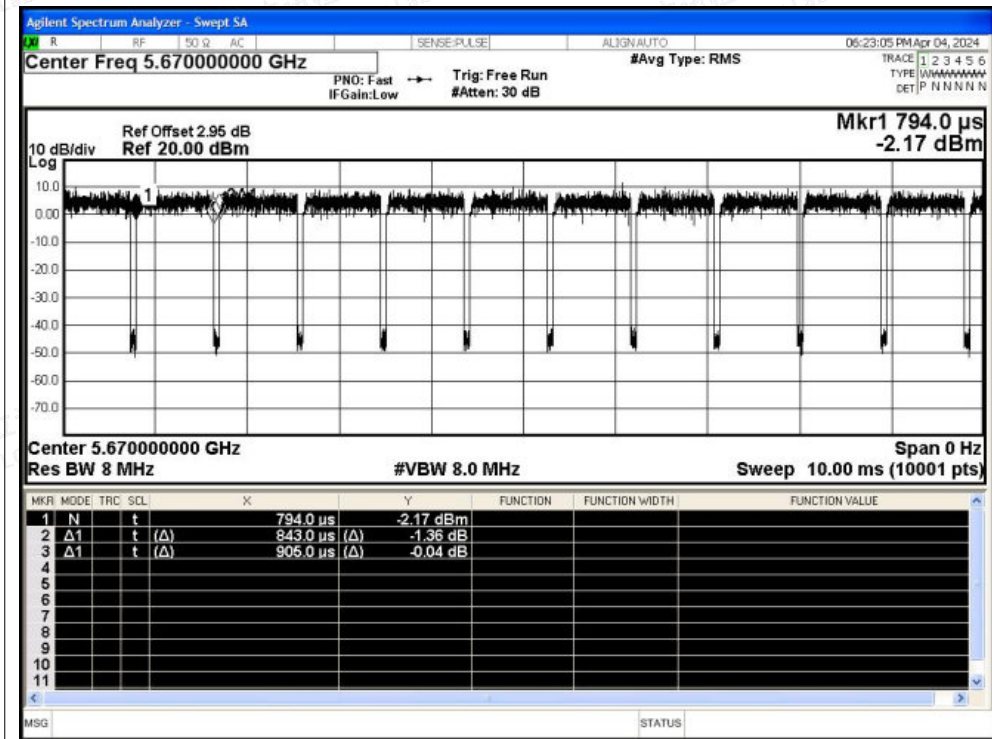 Agilent Spectrum Analyzer - Swept SA
LXI R RF 50 Ω AC SENSE:PULSE ALIGN AUTO 06:23:05 PM Apr 04, 2024
Center Freq 5.670000000 GHz #Avg Type: RMS TRACE 1 2 3 4 5 6
PNO: Fast Trig: Free Run TYPE
IFGain:Low #Atten: 30 dB DET P N N N N N
Mkr1 794.0 µs
Ref Offset 2.95 dB
10 dB/div Ref 20.00 dBm -2.17 dBm
Log
10.0
0.00
-10.0
-20.0
-30.0
-40.0
-50.0
-60.0
-70.0
1
Center 5.670000000 GHz Span 0 Hz
Res BW 8 MHz #VBW 8.0 MHz Sweep 10.00 ms (10001 pts)
MKR MODE TRC SCL X Y FUNCTION FUNCTION WIDTH FUNCTION VALUE
1 N t 794.0 µs -2.17 dBm
2 Δ1 t (Δ) 843.0 µs (Δ) -1.36 dB
3 Δ1 t (Δ) 905.0 µs (Δ) -0.04 dB
4
5
6
7
8
9
10
11
MSG STATUS